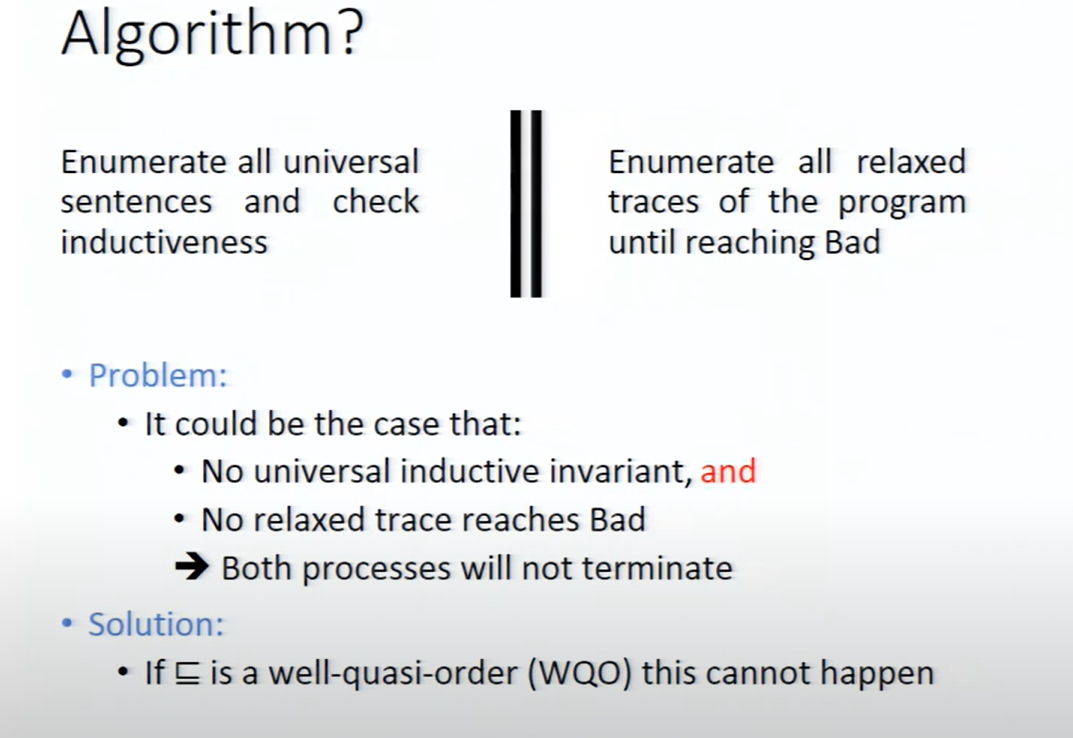 Algorithm?
Enumerate all universal
sentences and check
inductiveness
Enumerate all relaxed
traces of the program
until reaching Bad
• Problem:
• It could be the case that:
• No universal inductive invariant, and
• No relaxed trace reaches Bad
➔ Both processes will not terminate
• Solution:
• If ⊑ is a well-quasi-order (WQO) this cannot happen